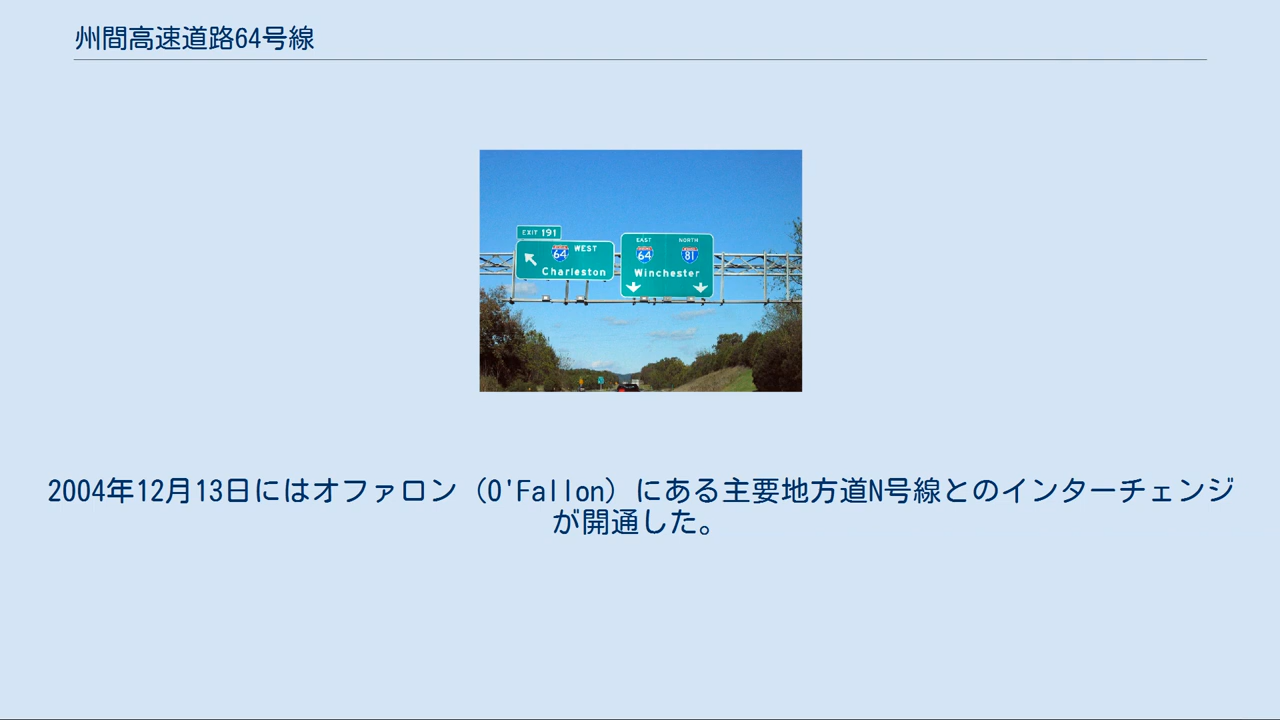 州間高速道路64号線
EXIT 191
64 WEST
Charleston
EAST NORTH
64 81
Winchester
2004年12月13日にはオファロン（O'Fallon）にある主要地方道N号線とのインターチェンジ
が開通した。